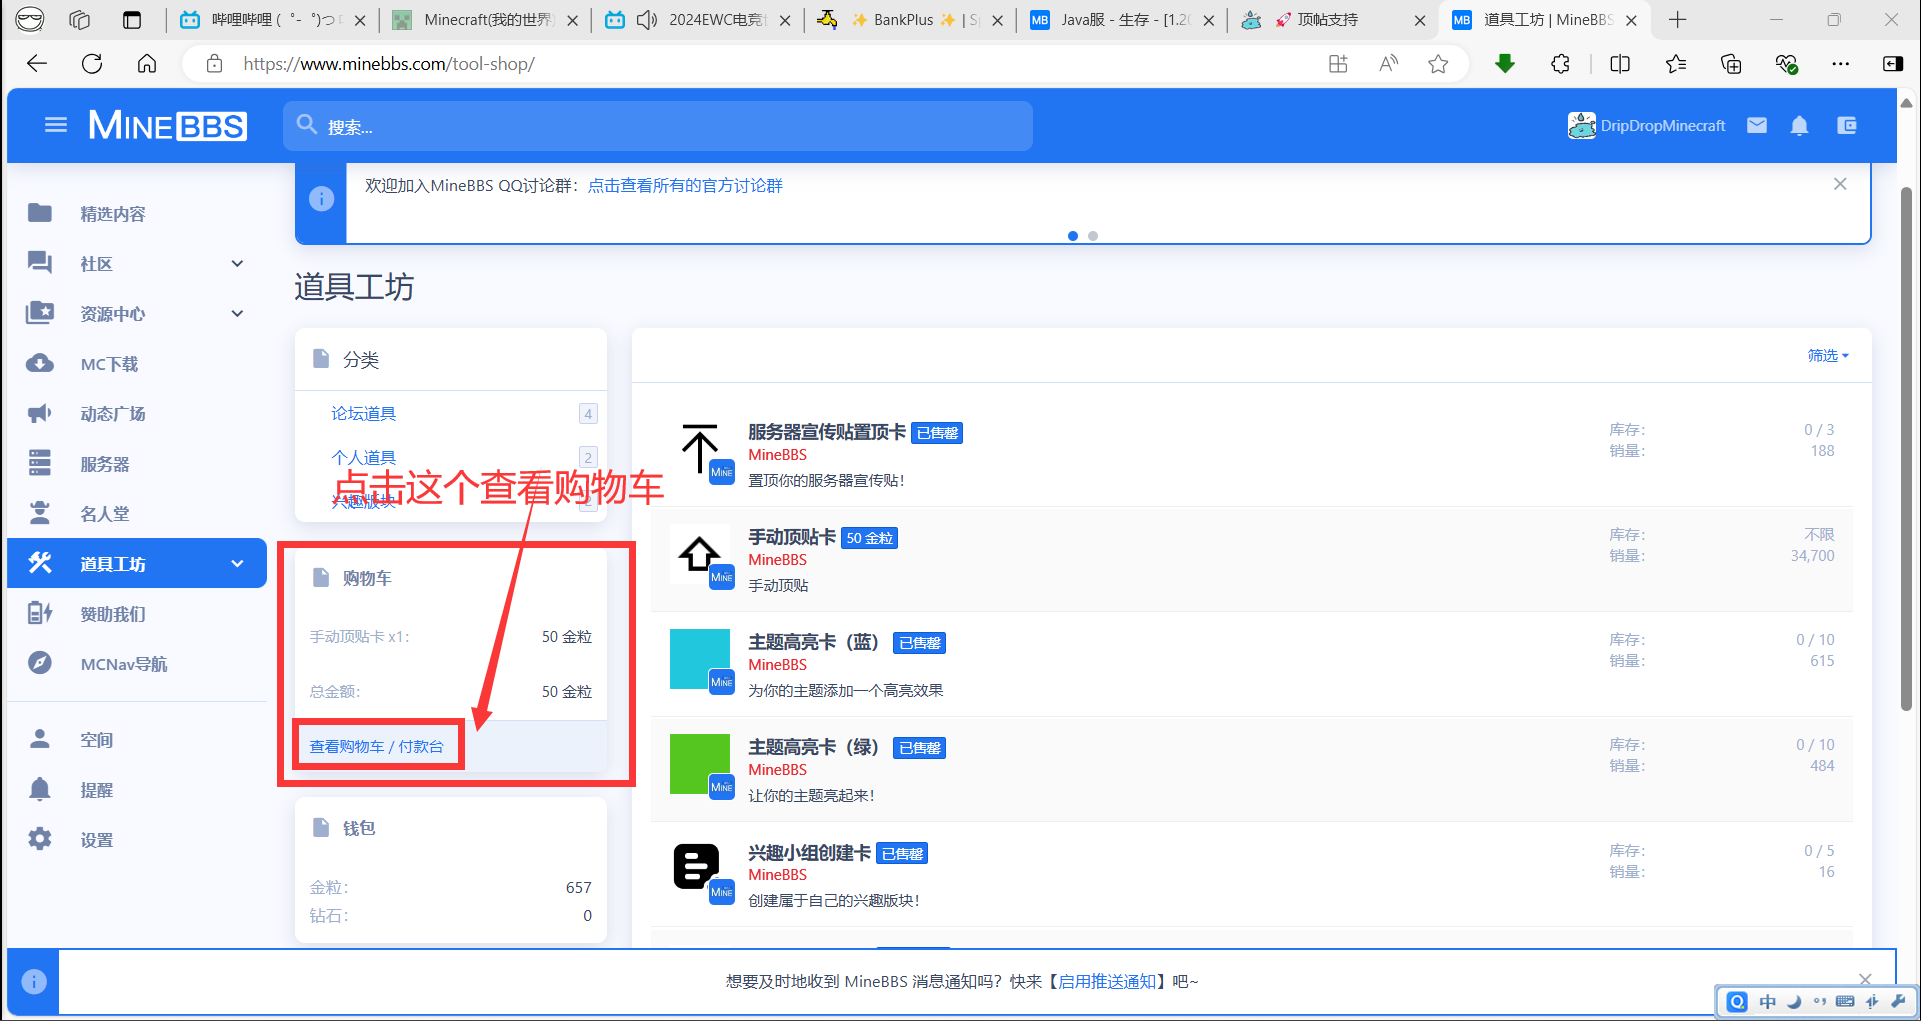 哔哩哔哩 (゜-゜)つ
Minecraft(我的世界)
2024EWC电竞
✨ BankPlus ✨ | S
MB Java服 - 生存 - [1.20
🚀 顶帖支持
MB 道具工坊 | MineBBS
https://www.minebbs.com/tool-shop/
MINEBBS
搜索...
DripDropMinecraft
欢迎加入MineBBS QQ讨论群：点击查看所有的官方讨论群
精选内容
社区
资源中心
MC下载
动态广场
服务器
名人堂
道具工坊
赞助我们
MCNav导航
空间
提醒
设置
道具工坊
分类
论坛道具 4
个人道具 2
兴趣版块 2
点击这个查看购物车
购物车
手动顶贴卡 x1: 50 金粒
总金额: 50 金粒
查看购物车 / 付款台
钱包
金粒: 657
钻石: 0
筛选
服务器宣传贴置顶卡 已售罄
MineBBS
置顶你的服务器宣传贴!
库存: 0 / 3
销量: 188
MINE
手动顶贴卡 50 金粒
MineBBS
手动顶贴
库存: 不限
销量: 34,700
MINE
主题高亮卡（蓝） 已售罄
MineBBS
为你的主题添加一个高亮效果
库存: 0 / 10
销量: 615
MINE
主题高亮卡（绿） 已售罄
MineBBS
让你的主题亮起来!
库存: 0 / 10
销量: 484
MINE
兴趣小组创建卡 已售罄
MineBBS
创建属于自己的兴趣版块!
库存: 0 / 5
销量: 16
MINE
想要及时地收到 MineBBS 消息通知吗？快来【启用推送通知】吧~
中